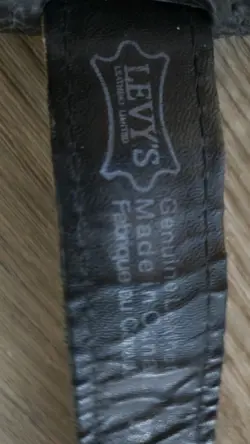 LEVY'S
LEATHERS LIMITED
Genuine
Made in
Fabriqué au